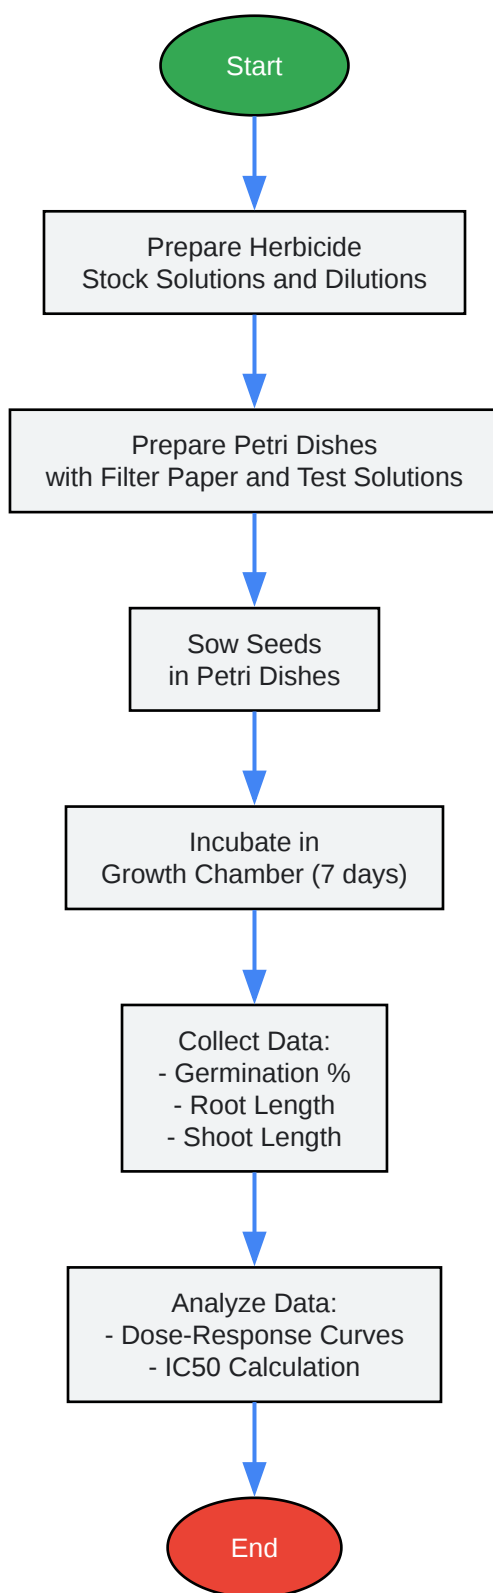 Start
Prepare Herbicide
Stock Solutions and Dilutions
Prepare Petri Dishes
with Filter Paper and Test Solutions
Sow Seeds
in Petri Dishes
Incubate in
Growth Chamber (7 days)
Collect Data:
- Germination %
- Root Length
- Shoot Length
Analyze Data:
- Dose-Response Curves
- IC50 Calculation
End